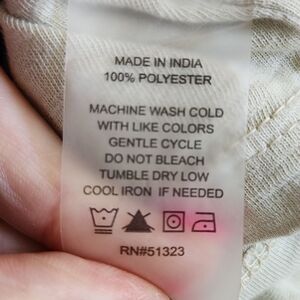 MADE IN INDIA
100% POLYESTER
MACHINE WASH COLD
WITH LIKE COLORS
GENTLE CYCLE
DO NOT BLEACH
TUMBLE DRY LOW
COOL IRON IF NEEDED
RN#51323